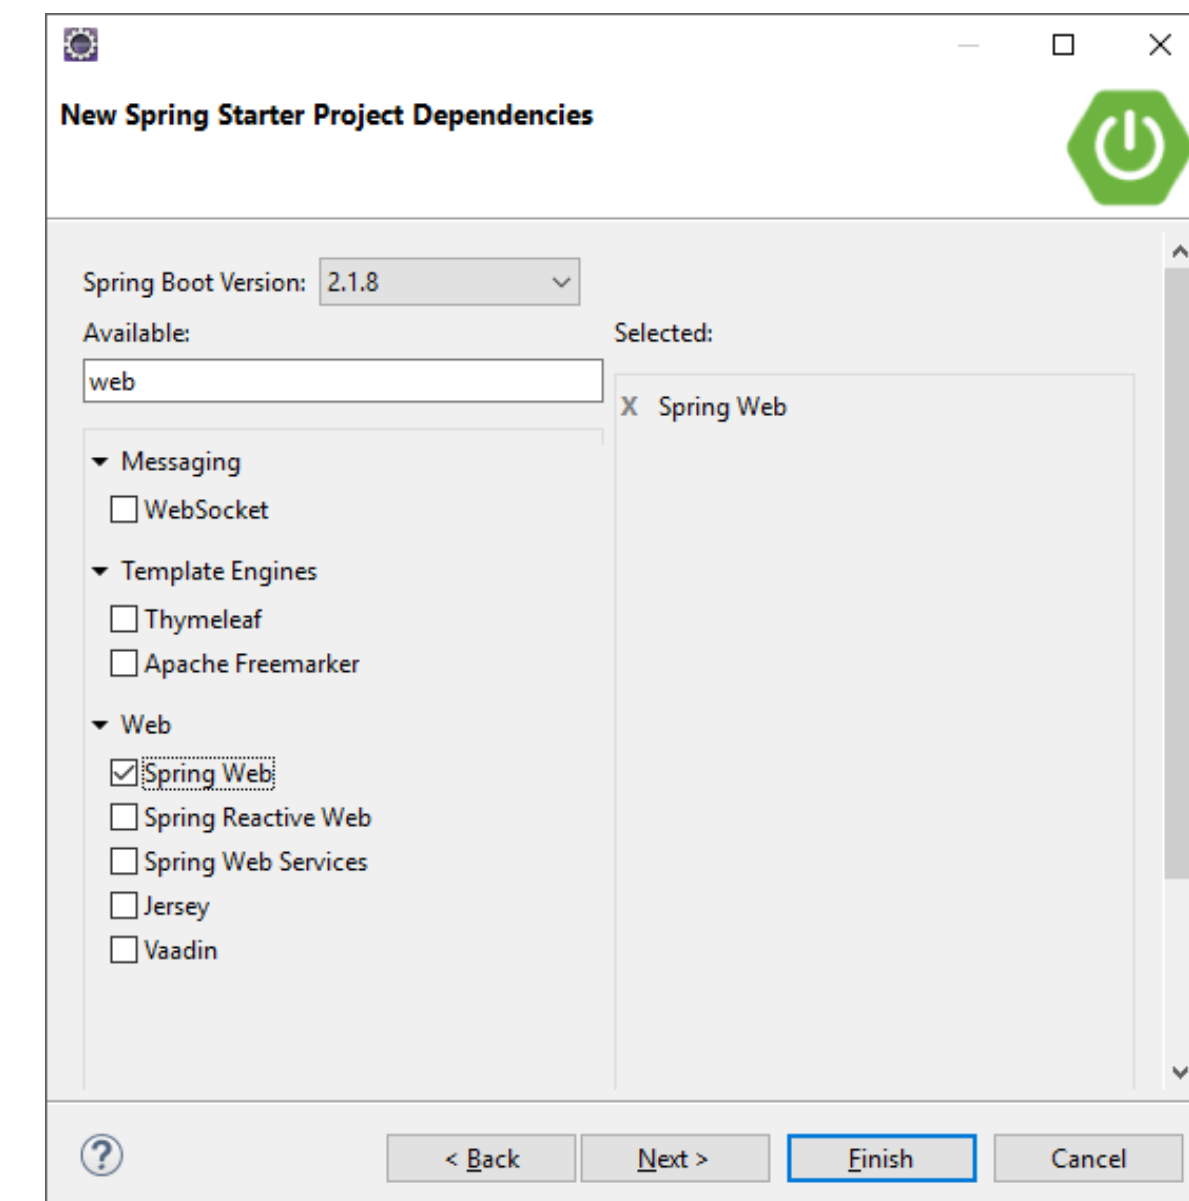 New Spring Starter Project Dependencies
Spring Boot Version: 2.1.8
Available:
Selected:
web
X Spring Web
Messaging
WebSocket
Template Engines
Thymeleaf
Apache Freemarker
Web
Spring Web
Spring Reactive Web
Spring Web Services
Jersey
Vaadin
? < Back Next > Finish Cancel